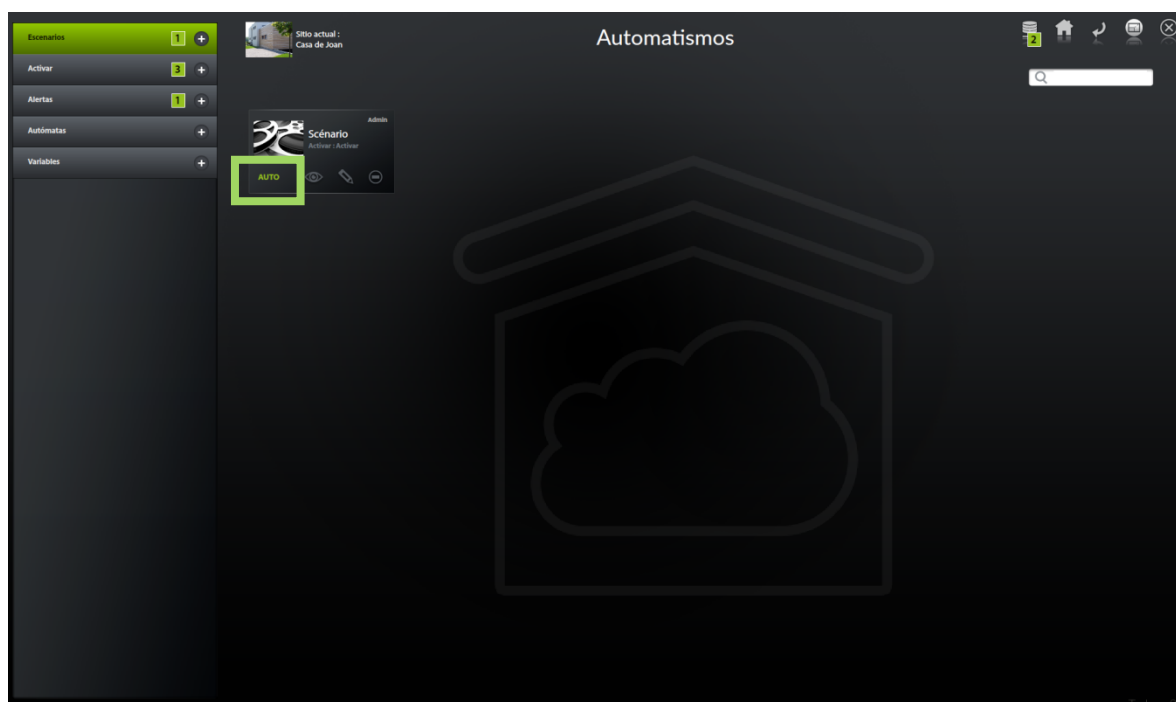 Escenarios 1
Activar 3
Alertas 1
Autómatas
Variables
Sitio actual :
Casa de Joan
Automatismos
2
Admin
Scénario
Activar : Activar
AUTO